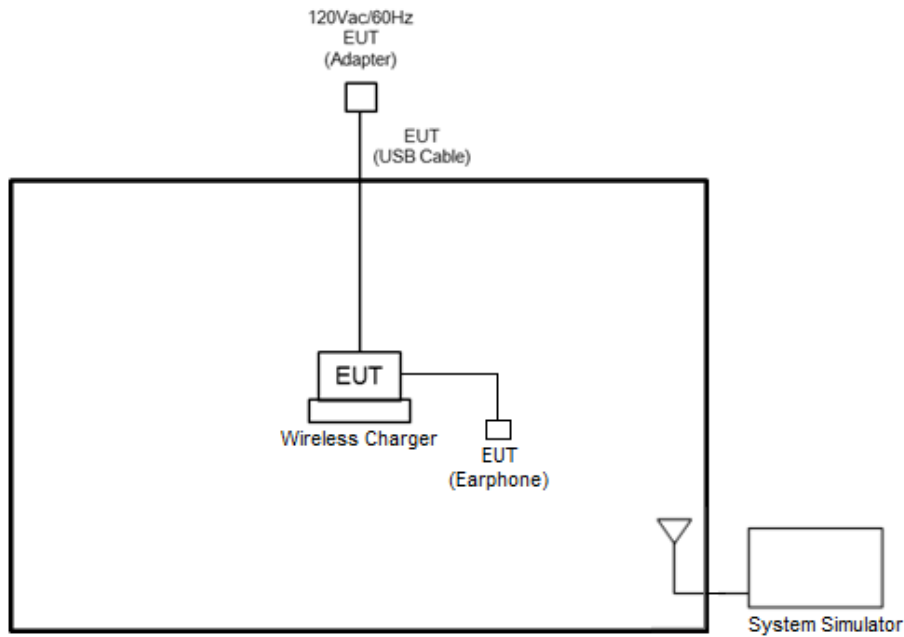 120Vac/60Hz
EUT
(Adapter)
EUT
(USB Cable)
EUT
Wireless Charger
EUT
(Earphone)
System Simulator